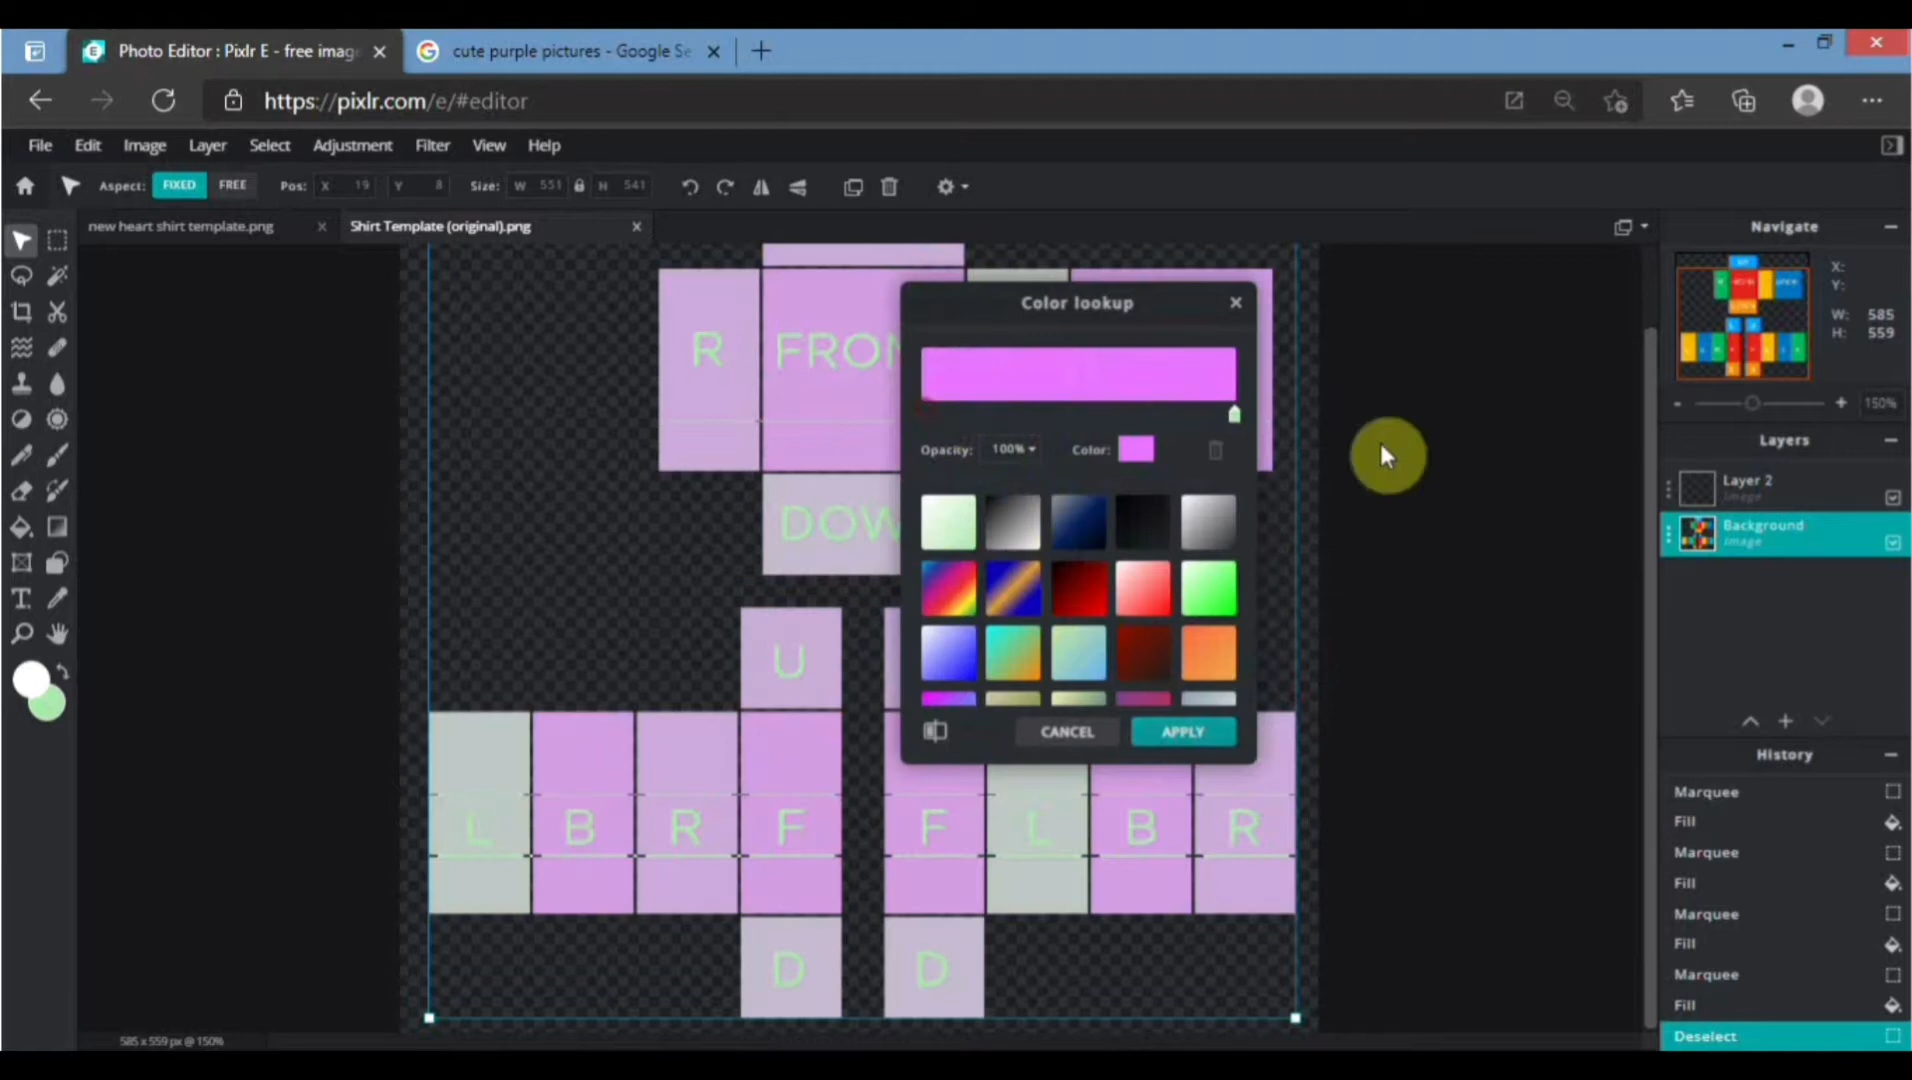 Photo Editor : Pixlr E - free imag
cute purple pictures - Google Se
https://pixlr.com/e/#editor
File Edit Image Layer Select Adjustment Filter View Help
Aspect: FIXED FREE Pos: X 19 Y 8 Size: W 551 H 541
new heart shirt template.png
Shirt Template (original).png
Navigate
X:
Y:
W: 585
H: 559
150%
R FRON
DOW
U
L B R F F L B R
D D
Color lookup
Opacity: 100% Color:
CANCEL APPLY
Layers
Layer 2
Image
Background
Image
History
Marquee
Fill
Marquee
Fill
Marquee
Fill
Marquee
Fill
Deselect
585 x 559 px @ 150%